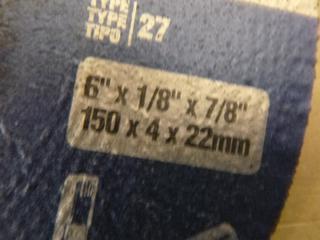 TYPE
TYPE
TIPO
27
6" x 1/8" x 7/8"
150 x 4 x 22mm